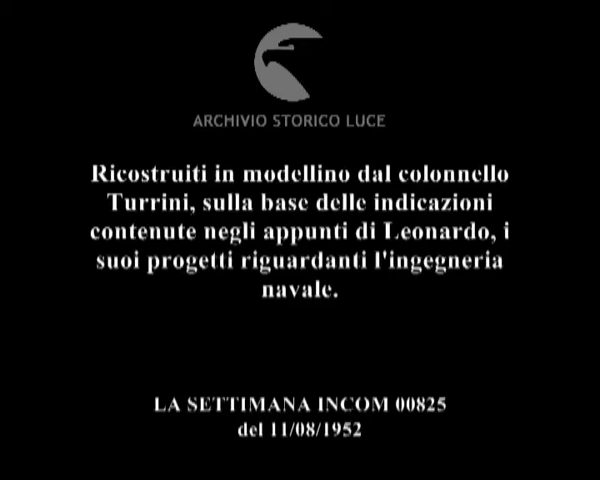 ARCHIVIO STORICO LUCE
Ricostruiti in modellino dal colonnello
Turrini, sulla base delle indicazioni
contenute negli appunti di Leonardo, i
suoi progetti riguardanti l'ingegneria
navale.
LA SETTIMANA INCOM 00825
del 11/08/1952